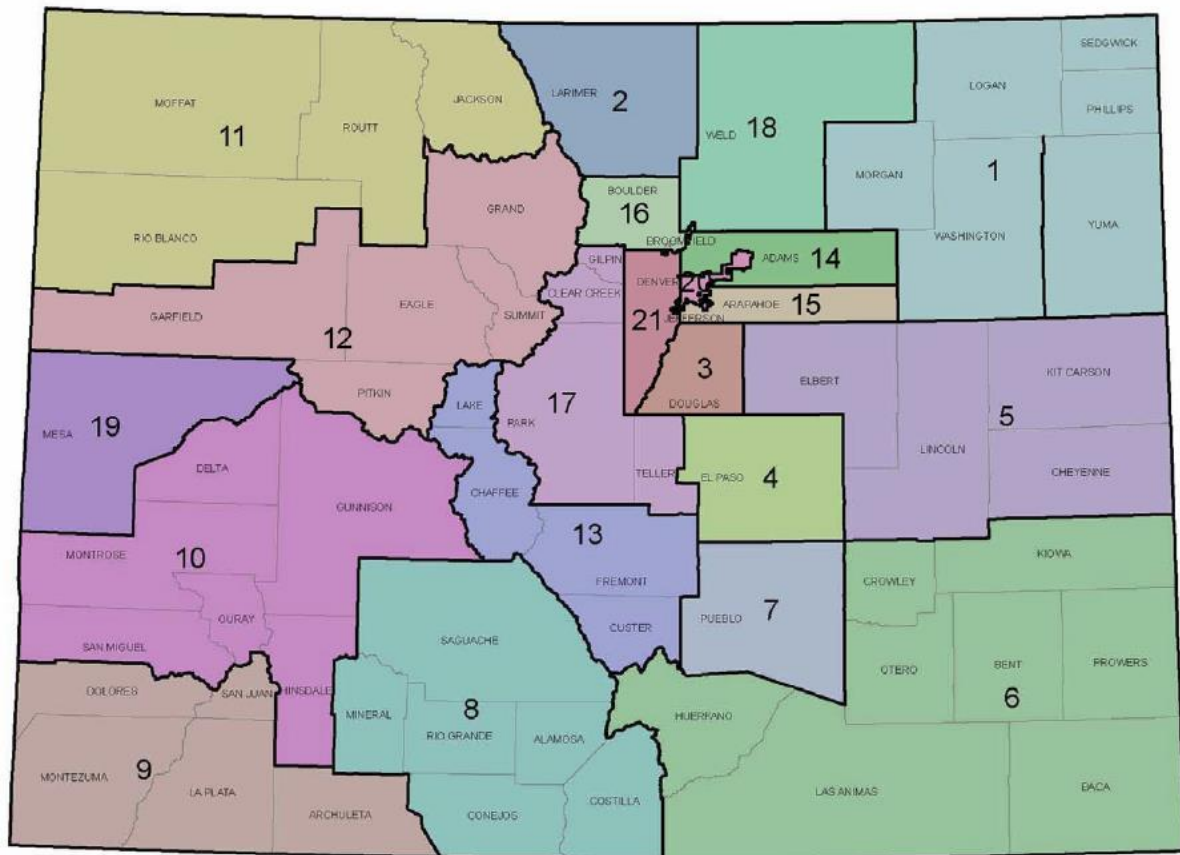 SEDGWICK
LOGAN
JACKSON
LARIMER
2
PHILLIPS
MOFFAT
11
ROUTT
WELD
18
MORGAN
1
BOULDER
16
GRAND
YUMA
RIO BLANCO
WASHINGTON
BROOMFIELD
GILPIN
ADAMS
14
DENVER
CLEAR CREEK
EAGLE
ARAPAHOE
15
GARFIELD
SUMMIT
JEFFERSON
21
12
3
KIT CARSON
ELBERT
PITKIN
LAKE
17
DOUGLAS
5
PARK
MESA
19
LINCOLN
DELTA
TELLER
EL PASO
4
CHEYENNE
CHAFFEE
GUNNISON
13
MONTROSE
10
KIOWA
CROWLEY
FREMONT
7
PUEBLO
OURAY
CUSTER
SAGUACHE
SAN MIGUEL
PROWERS
BENT
OTERO
6
DOLORES
SAN JUAN
HINSDALE
MINERAL
8
HUERFANO
RIO GRANDE
ALAMOSA
9
MONTEZUMA
LA PLATA
BACA
LAS ANIMAS
COSTILLA
ARCHULETA
CONEJOS